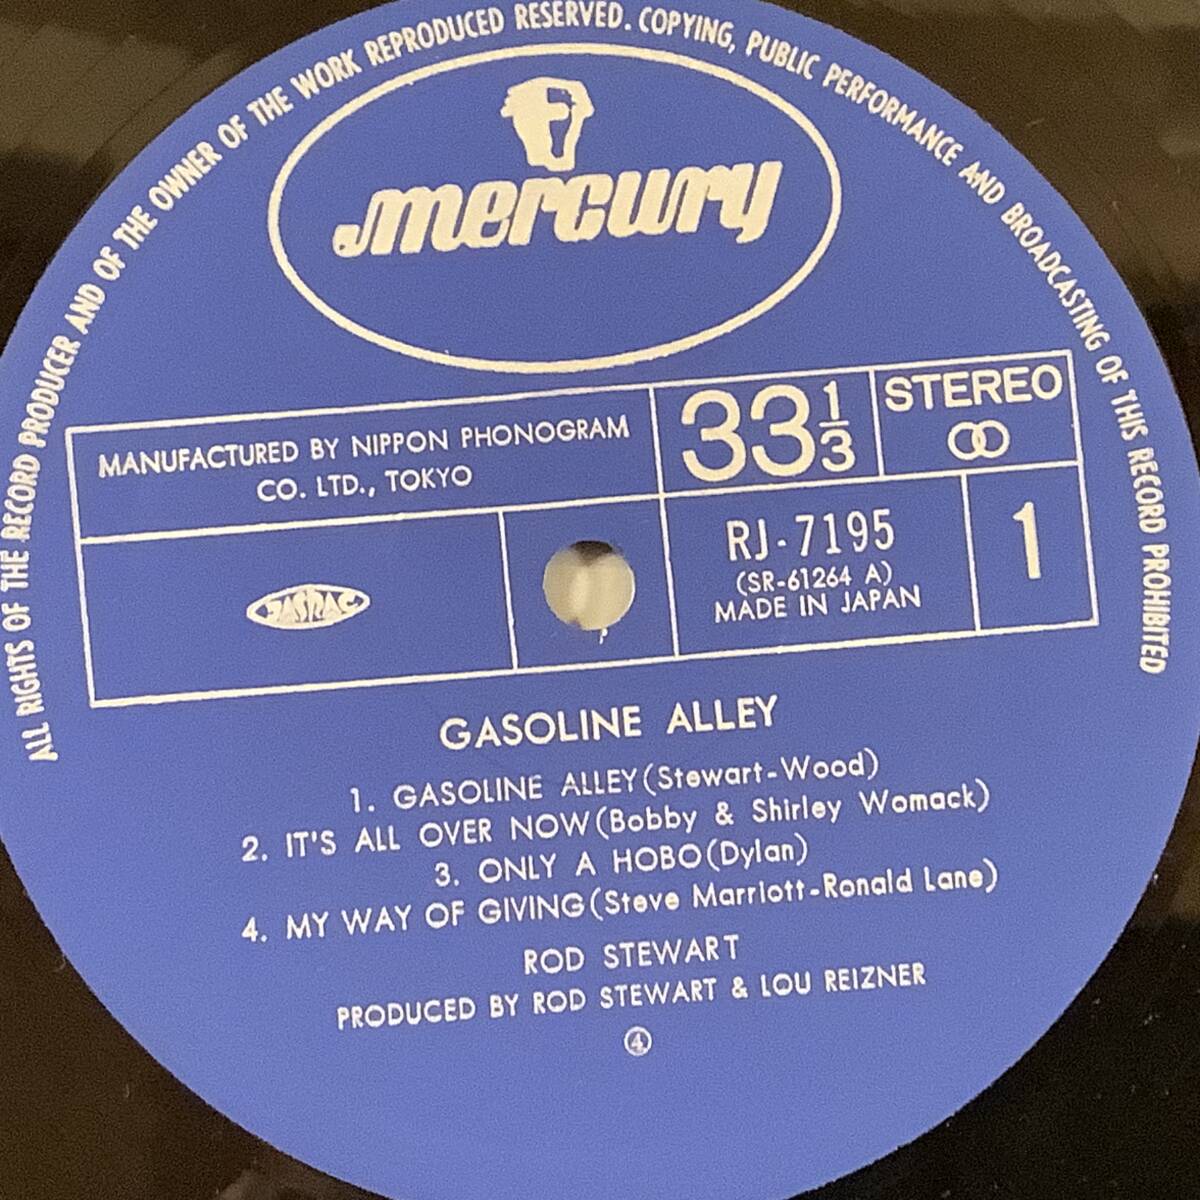 ALL RIGHTS OF THE RECORD PRODUCER AND OF THE OWNER OF THE WORK REPRODUCED RESERVED. COPYING, PUBLIC PERFORMANCE AND BROADCASTING OF THIS RECORD PROHIBITED
mercury
MANUFACTURED BY NIPPON PHONOGRAM
CO. LTD., TOKYO
33 1/3
STEREO
JASRAC
RJ-7195
(SR-61264 A)
MADE IN JAPAN
1
GASOLINE ALLEY
1. GASOLINE ALLEY(Stewart-Wood)
2. IT'S ALL OVER NOW(Bobby & Shirley Womack)
3. ONLY A HOBO(Dylan)
4. MY WAY OF GIVING(Steve Marriott-Ronald Lane)
ROD STEWART
PRODUCED BY ROD STEWART & LOU REIZNER
④